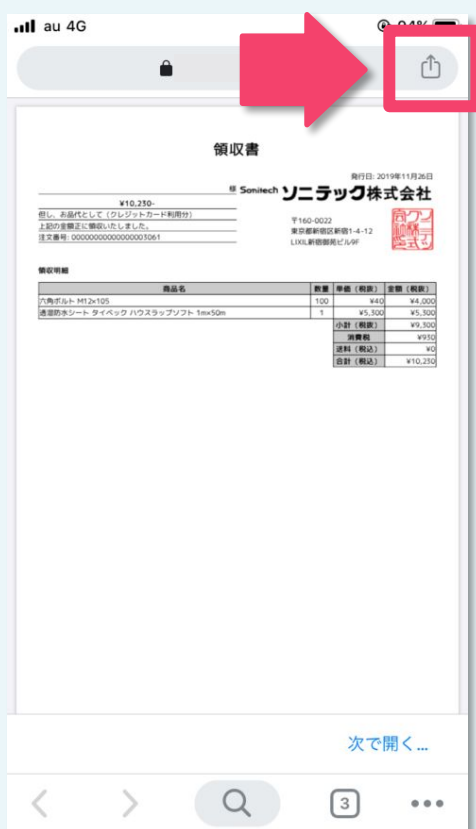 au 4G
94%
領収書
発行日: 2019年11月26日
様
Sonitech ソニテック株式会社
¥10,230-
但し、お品代として（クレジットカード利用分）
上記の金額正に領収いたしました。
注文番号: 00000000000000003061
〒160-0022
東京都新宿区新宿1-4-12
LIXIL新宿御苑ビル9F
領収明細
商品名 数量 単価（税抜） 金額（税抜）
六角ボルト M12×105 100 ¥40 ¥4,000
透湿防水シート タイベック ハウスラップソフト 1m×50m 1 ¥5,300 ¥5,300
小計（税抜） ¥9,300
消費税 ¥930
送料（税込） ¥0
合計（税込） ¥10,230
次で開く...
3